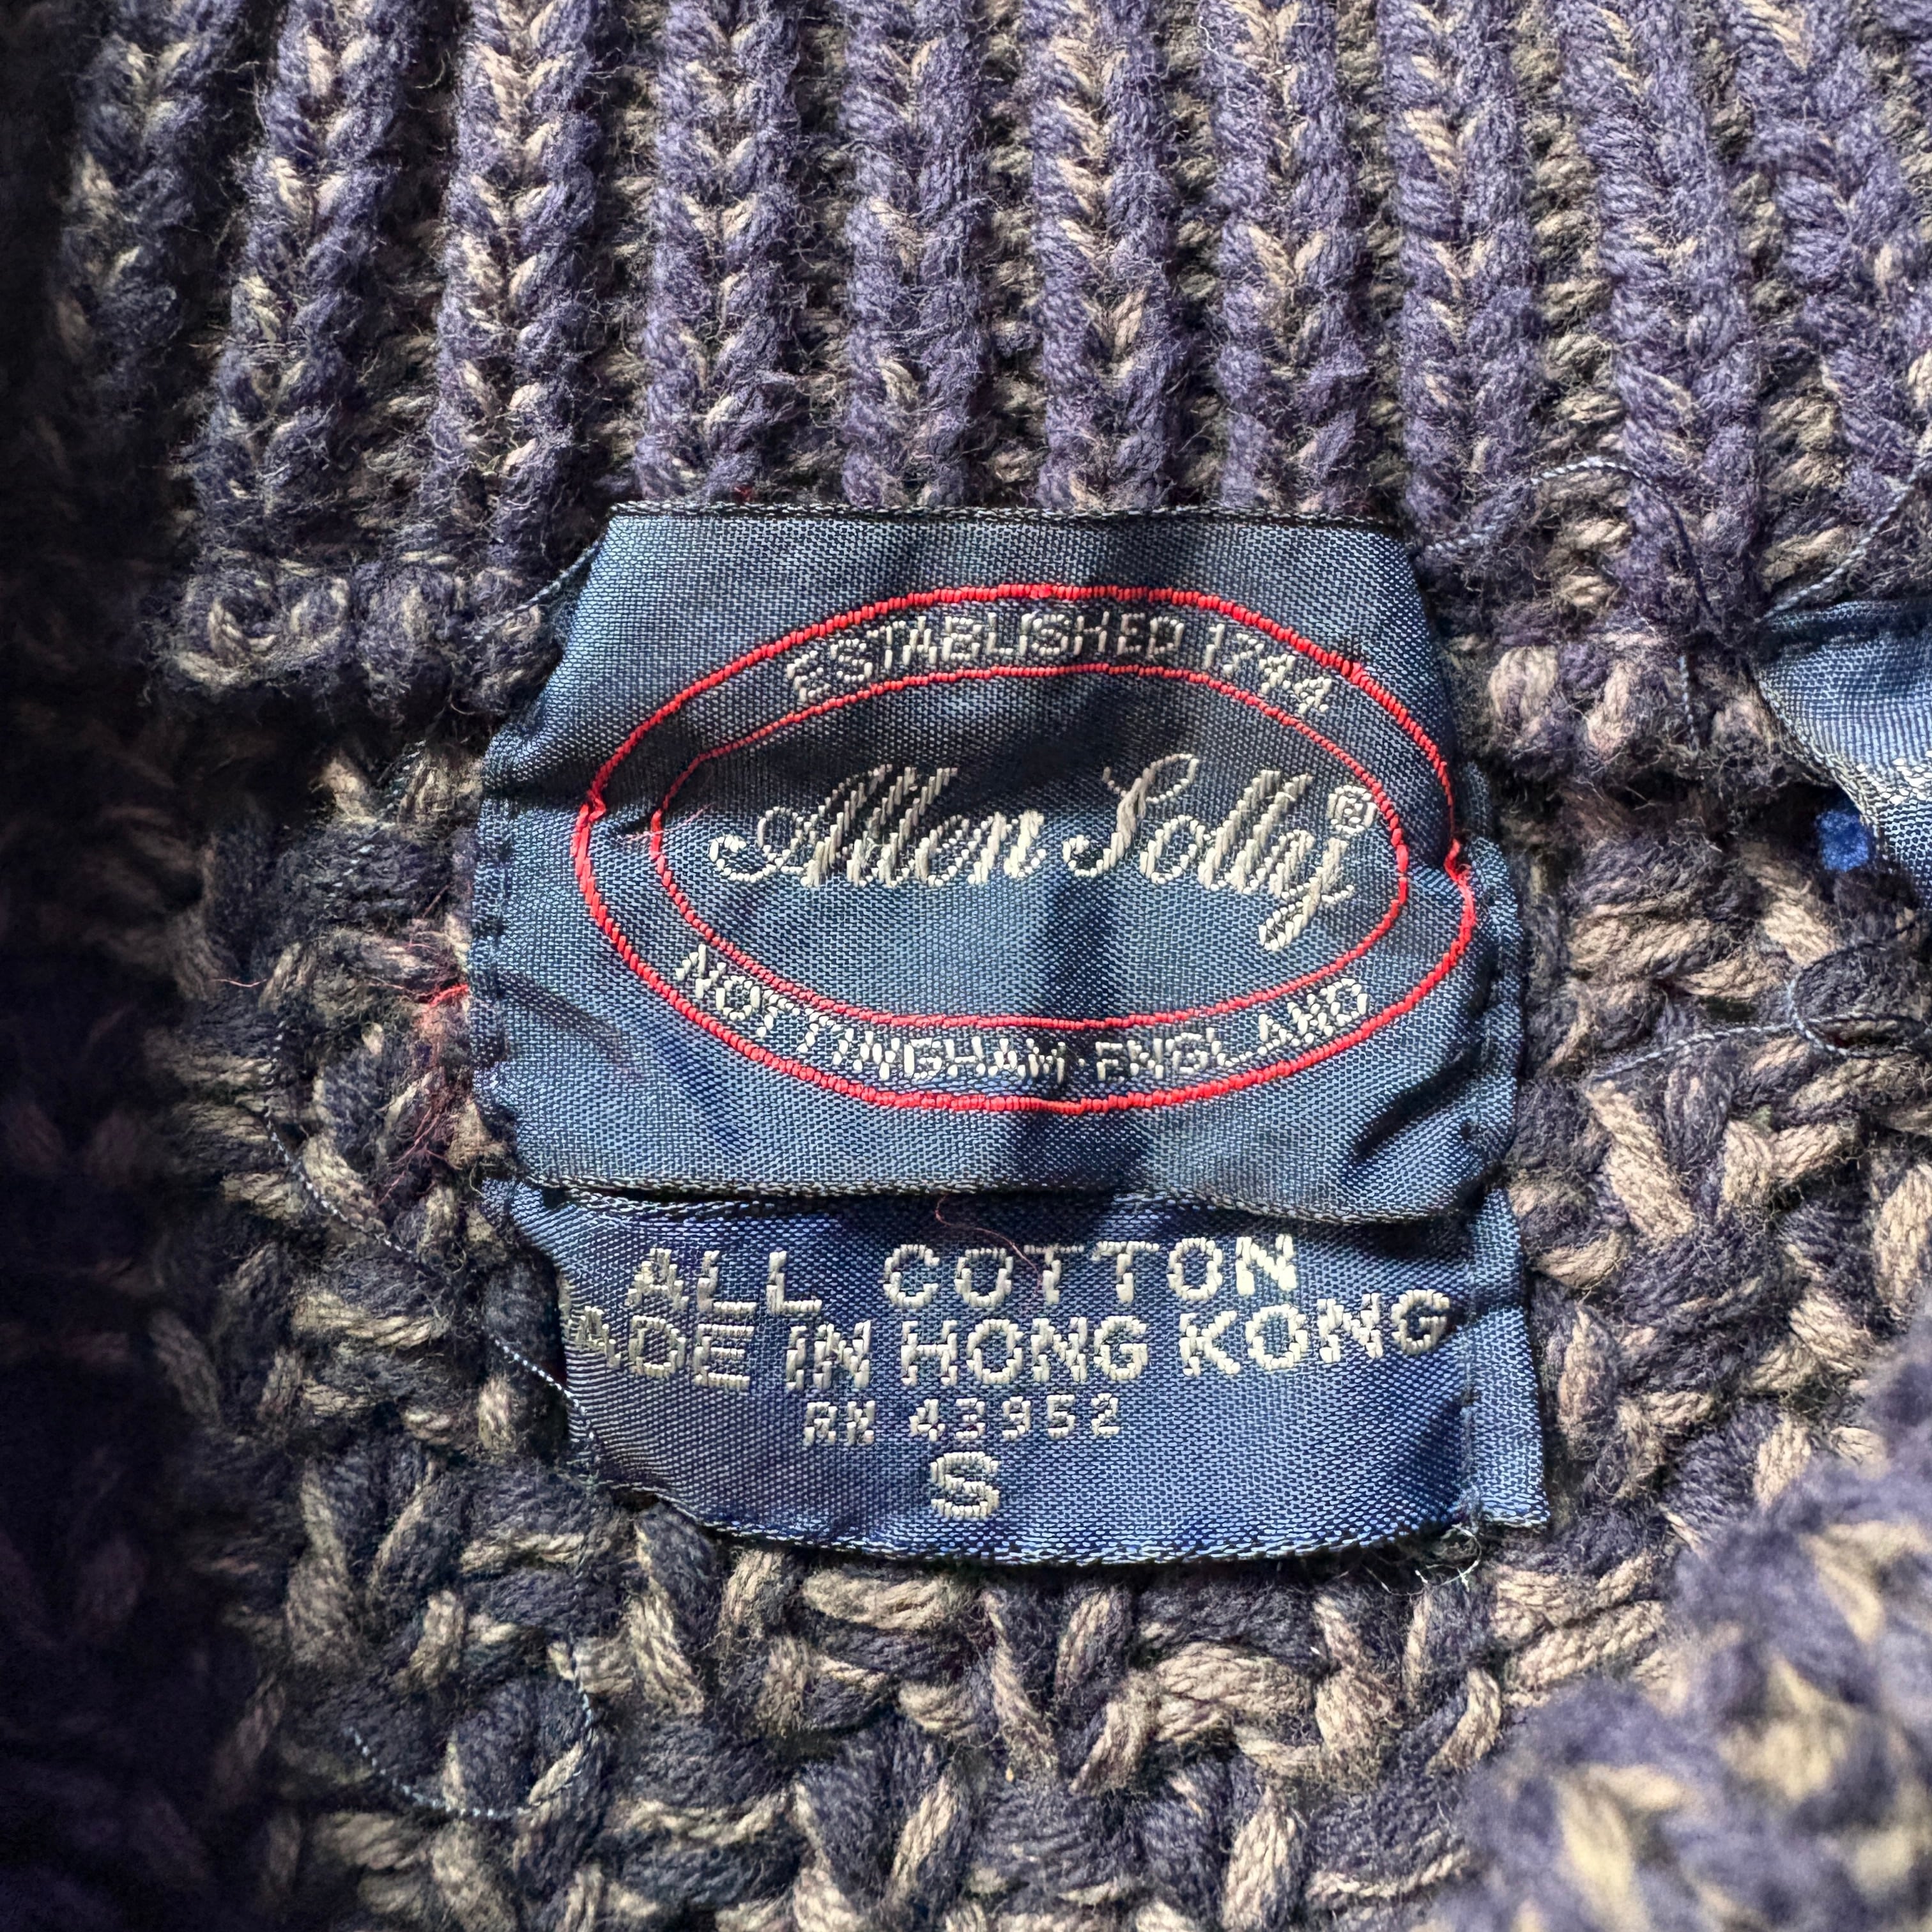 ESTABLISHED 1744
Allen Solly®
NOTTINGHAM·ENGLAND
ALL COTTON
ADE IN HONG KONG
RN 43952
S